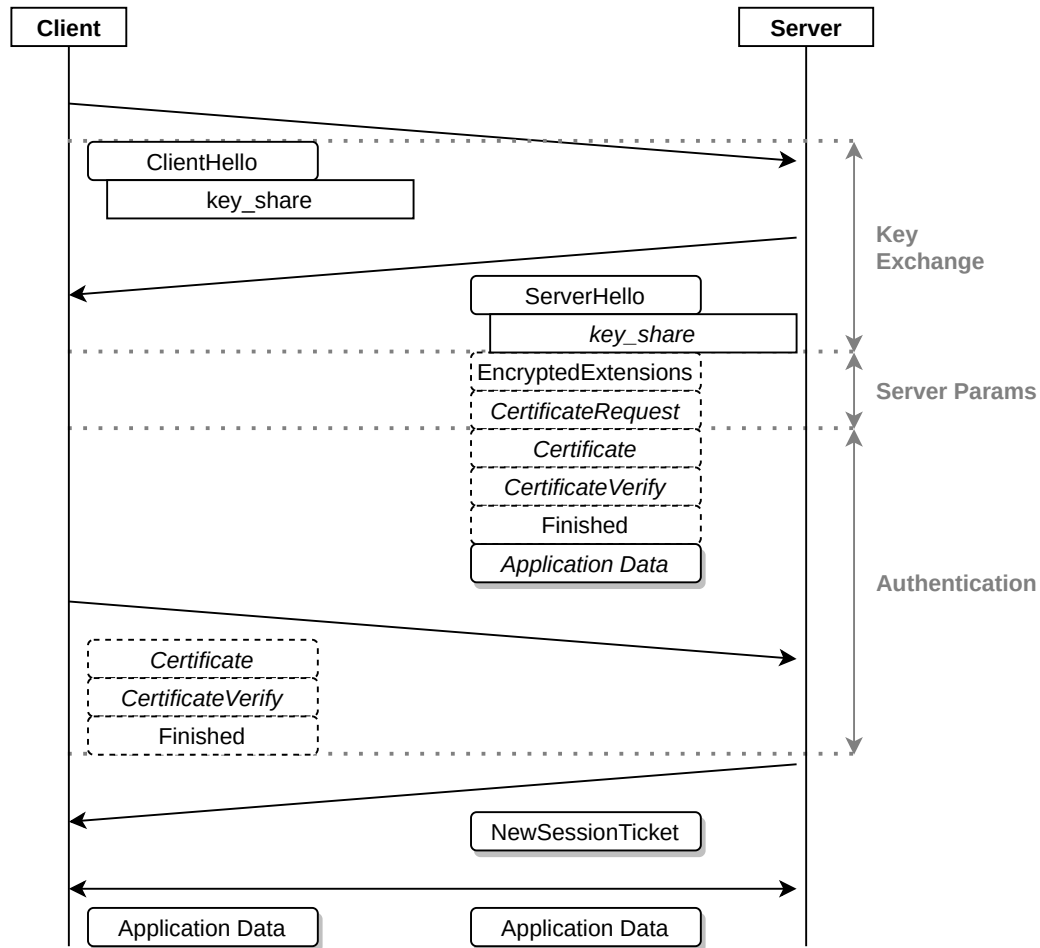 Client
Server
ClientHello
key_share
Key
Exchange
ServerHello
key_share
EncryptedExtensions
CertificateRequest
Server Params
Certificate
CertificateVerify
Finished
Application Data
Authentication
Certificate
CertificateVerify
Finished
NewSessionTicket
Application Data
Application Data